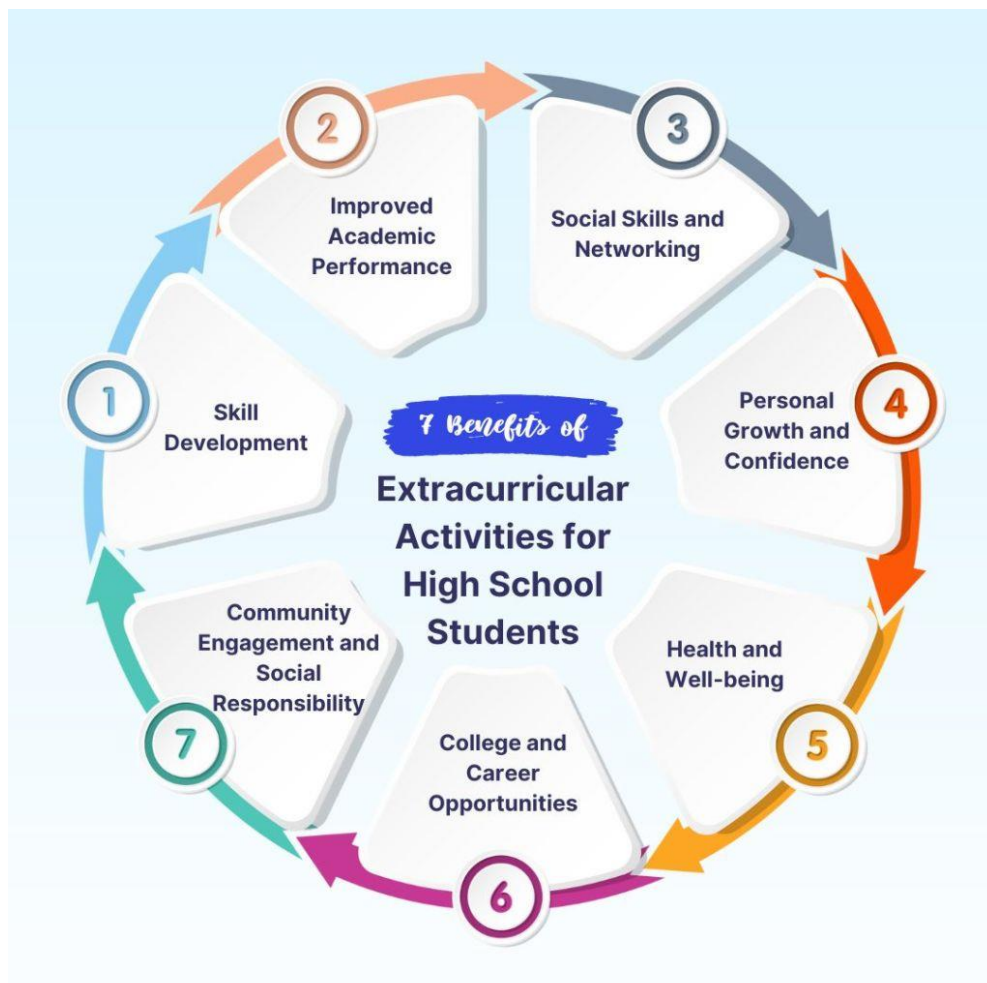 7 Benefits of
Extracurricular
Activities for
High School
Students
1
Skill
Development
2
Improved
Academic
Performance
3
Social Skills and
Networking
4
Personal
Growth and
Confidence
5
Health and
Well-being
6
College and
Career
Opportunities
7
Community
Engagement and
Social
Responsibility